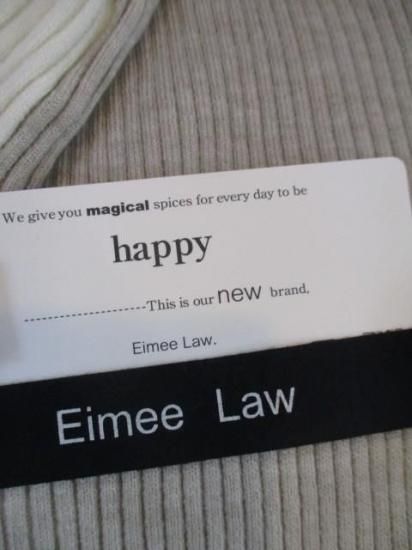 We give you magical spices for every day to be
happy
----------------------This is our new brand,
Eimee Law.
Eimee Law